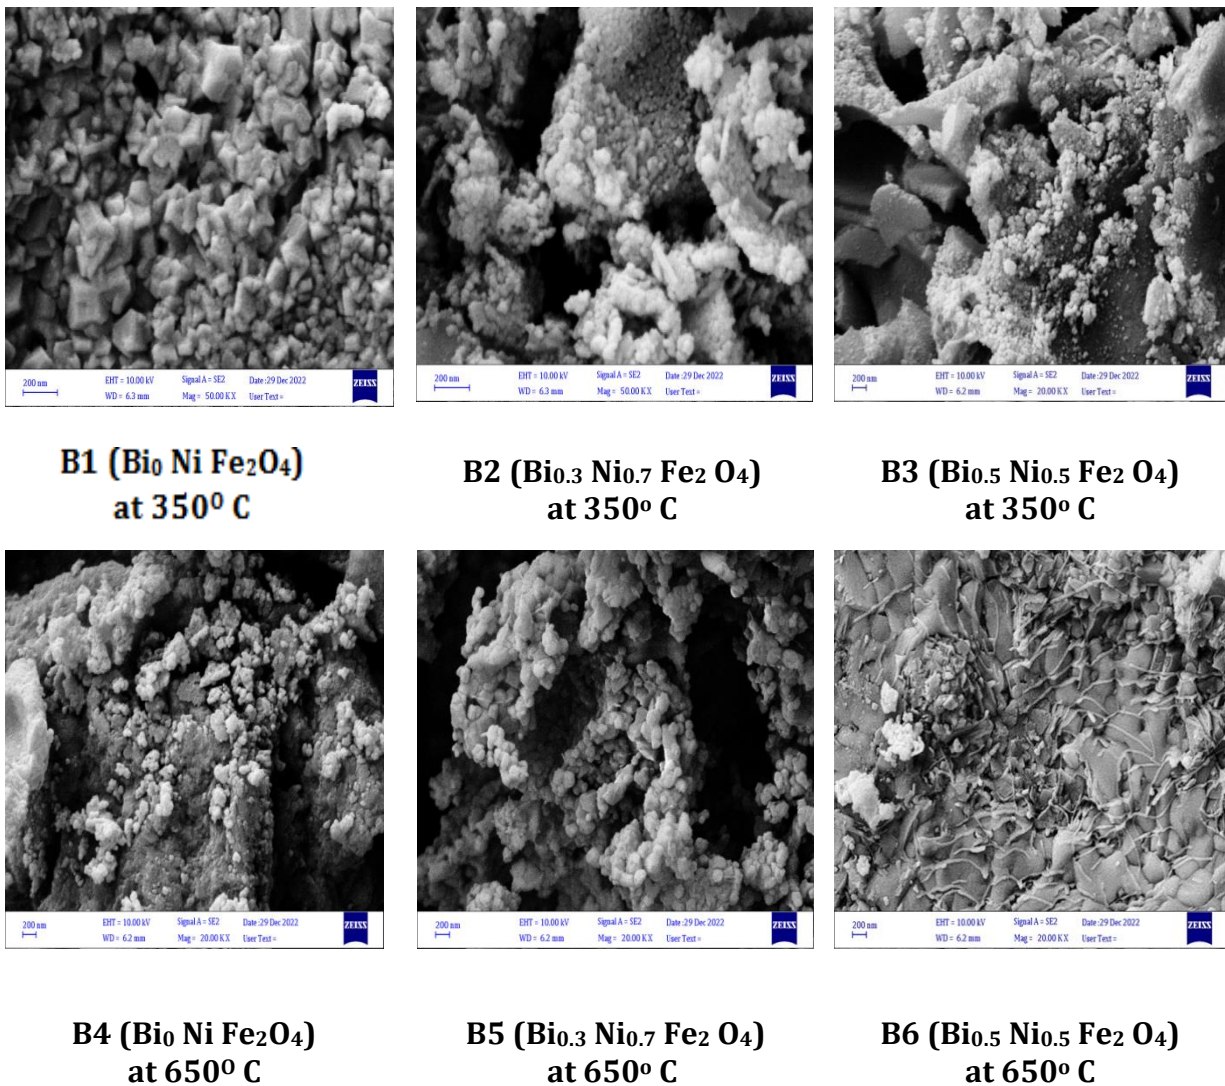 200 nm EHT = 10.00 kV Signal A = SE2 Date :29 Dec 2022 ZEISS
WD = 6.3 mm Mag = 50.00 K X User Text =
200 nm EHT = 10.00 kV Signal A = SE2 Date :29 Dec 2022 ZEISS
WD = 6.3 mm Mag = 50.00 K X User Text =
200 nm EHT = 10.00 kV Signal A = SE2 Date :29 Dec 2022 ZEISS
WD = 6.2 mm Mag = 20.00 K X User Text =
B1 (Bi₀ Ni Fe₂O₄)
at 350⁰ C
B2 (Bi₀.₃ Ni₀.₇ Fe₂ O₄)
at 350ᵒ C
B3 (Bi₀.₅ Ni₀.₅ Fe₂ O₄)
at 350ᵒ C
200 nm EHT = 10.00 kV Signal A = SE2 Date :29 Dec 2022 ZEISS
WD = 6.2 mm Mag = 20.00 K X User Text =
200 nm EHT = 10.00 kV Signal A = SE2 Date :29 Dec 2022 ZEISS
WD = 6.2 mm Mag = 20.00 K X User Text =
200 nm EHT = 10.00 kV Signal A = SE2 Date :29 Dec 2022 ZEISS
WD = 6.2 mm Mag = 20.00 K X User Text =
B4 (Bi₀ Ni Fe₂O₄)
at 650⁰ C
B5 (Bi₀.₃ Ni₀.₇ Fe₂ O₄)
at 650ᵒ C
B6 (Bi₀.₅ Ni₀.₅ Fe₂ O₄)
at 650ᵒ C